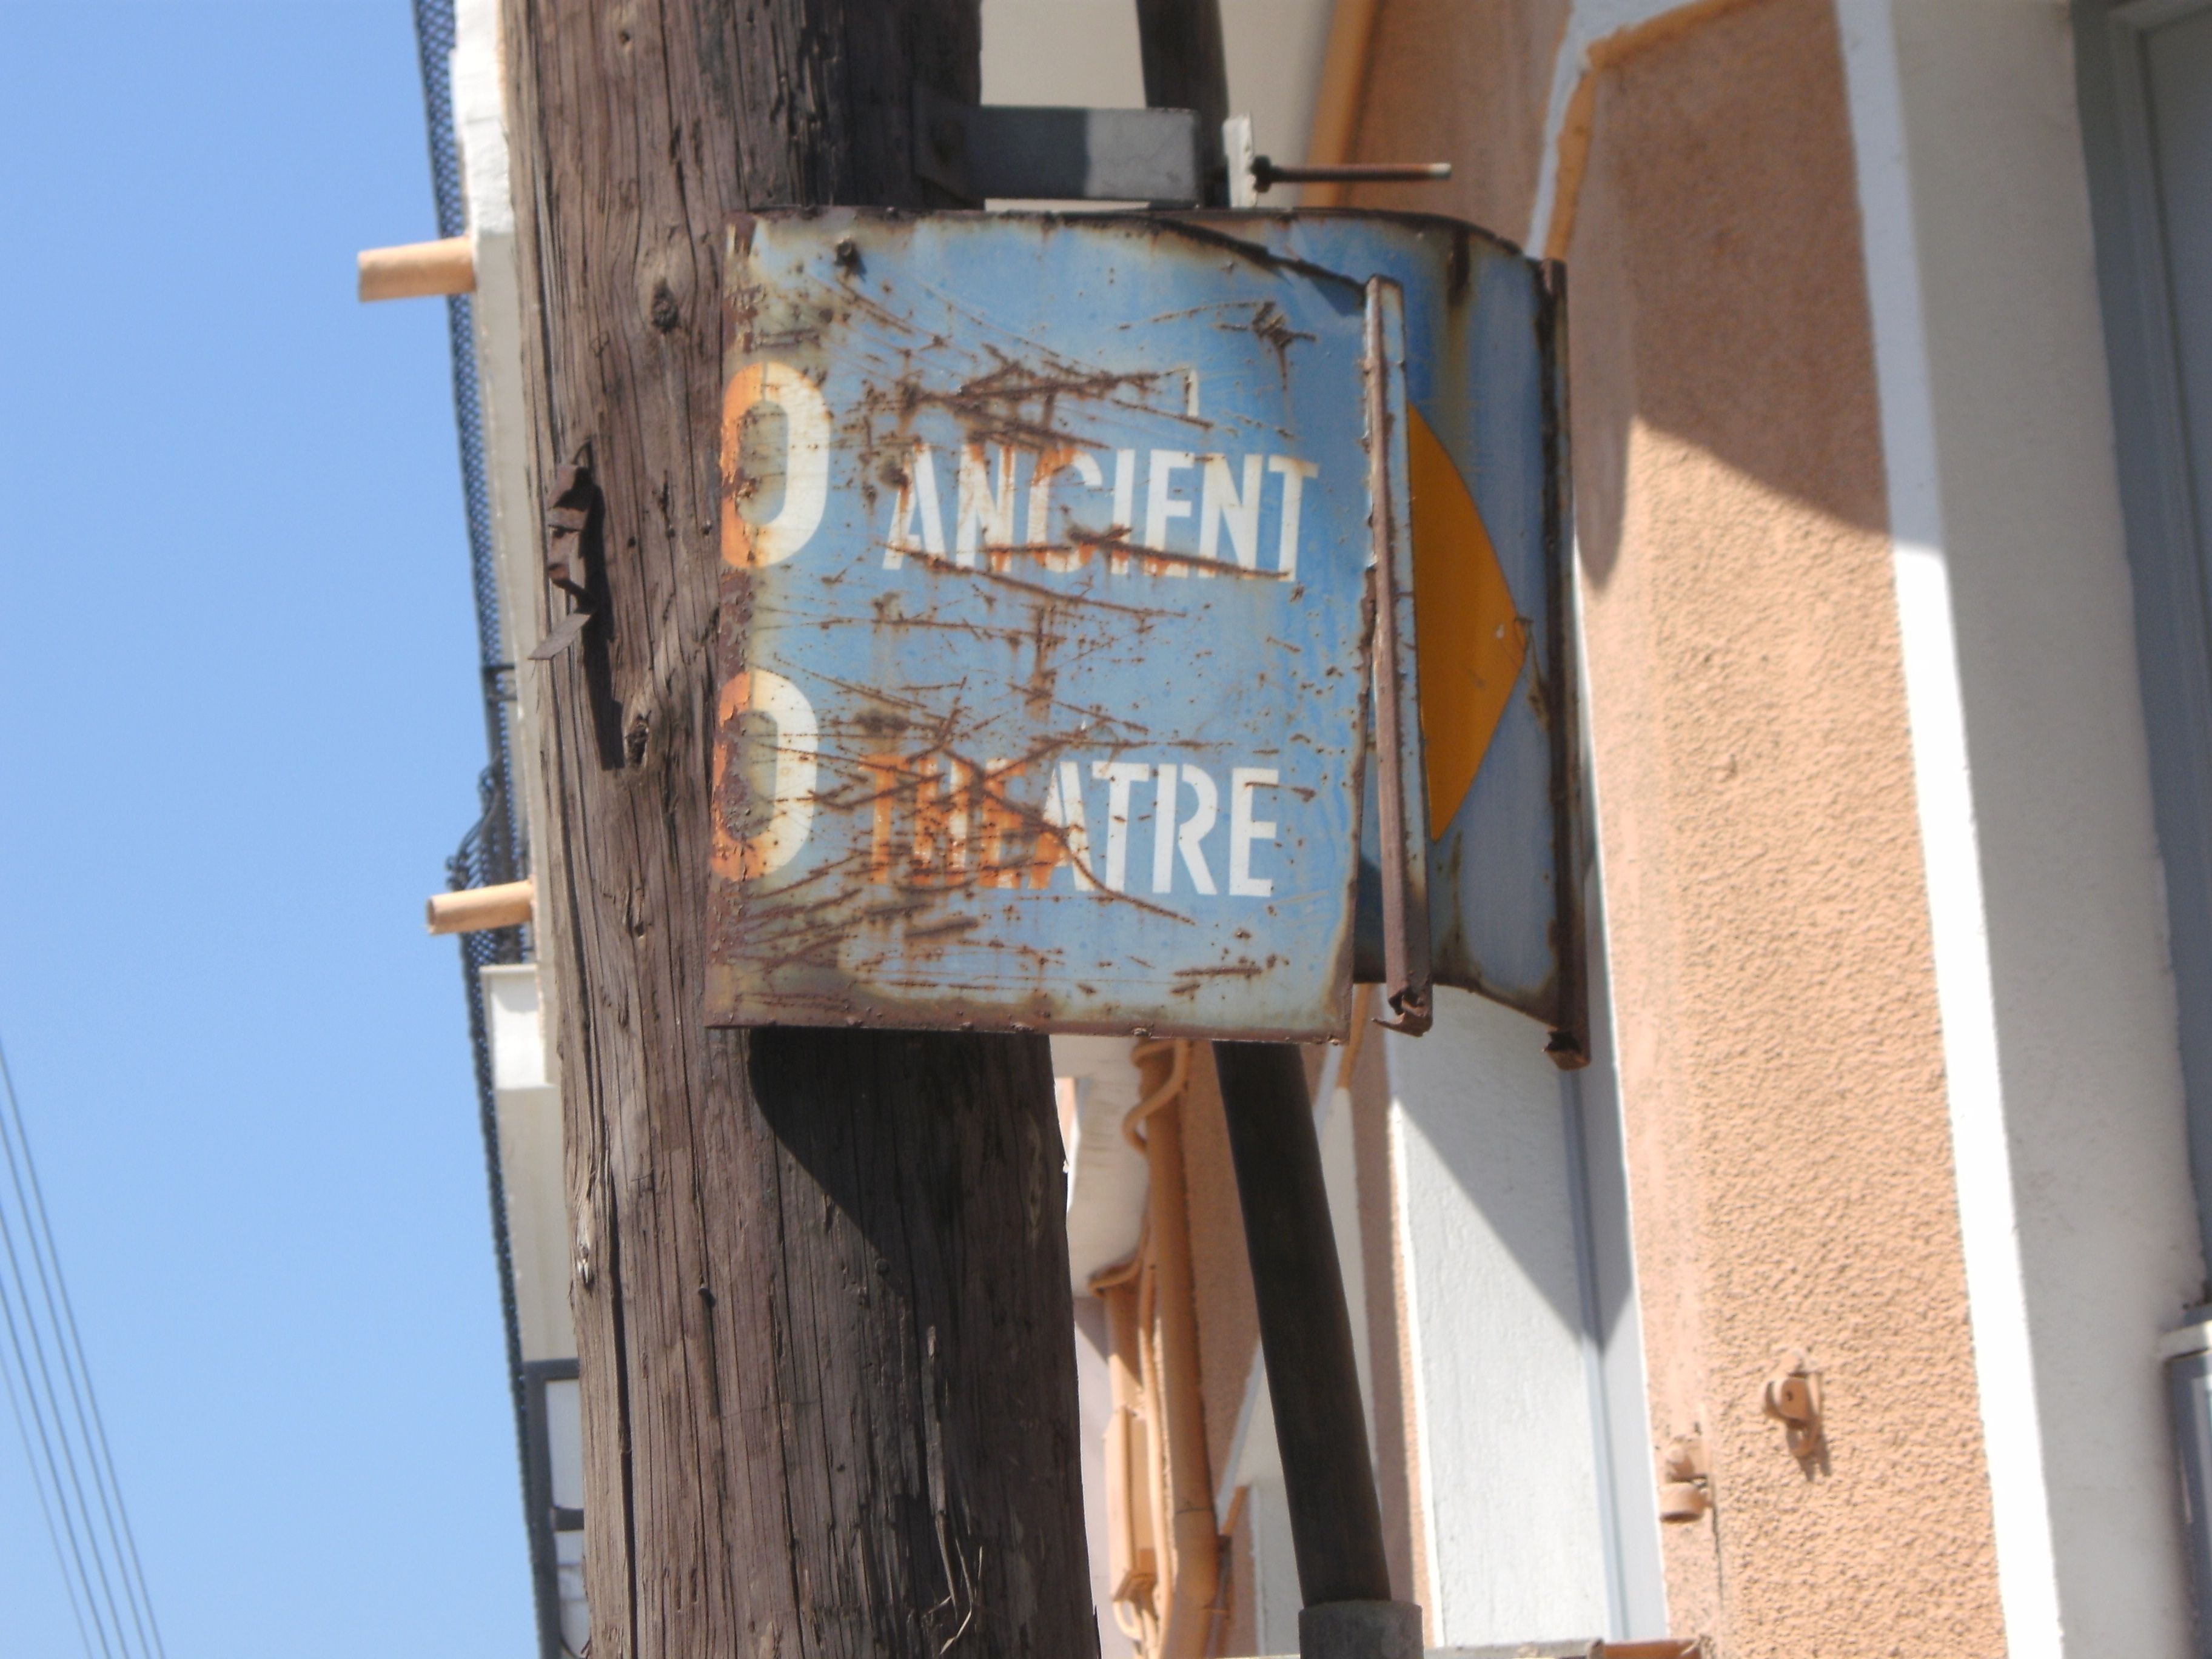 Ο ANCIENT
Ο THEATRE